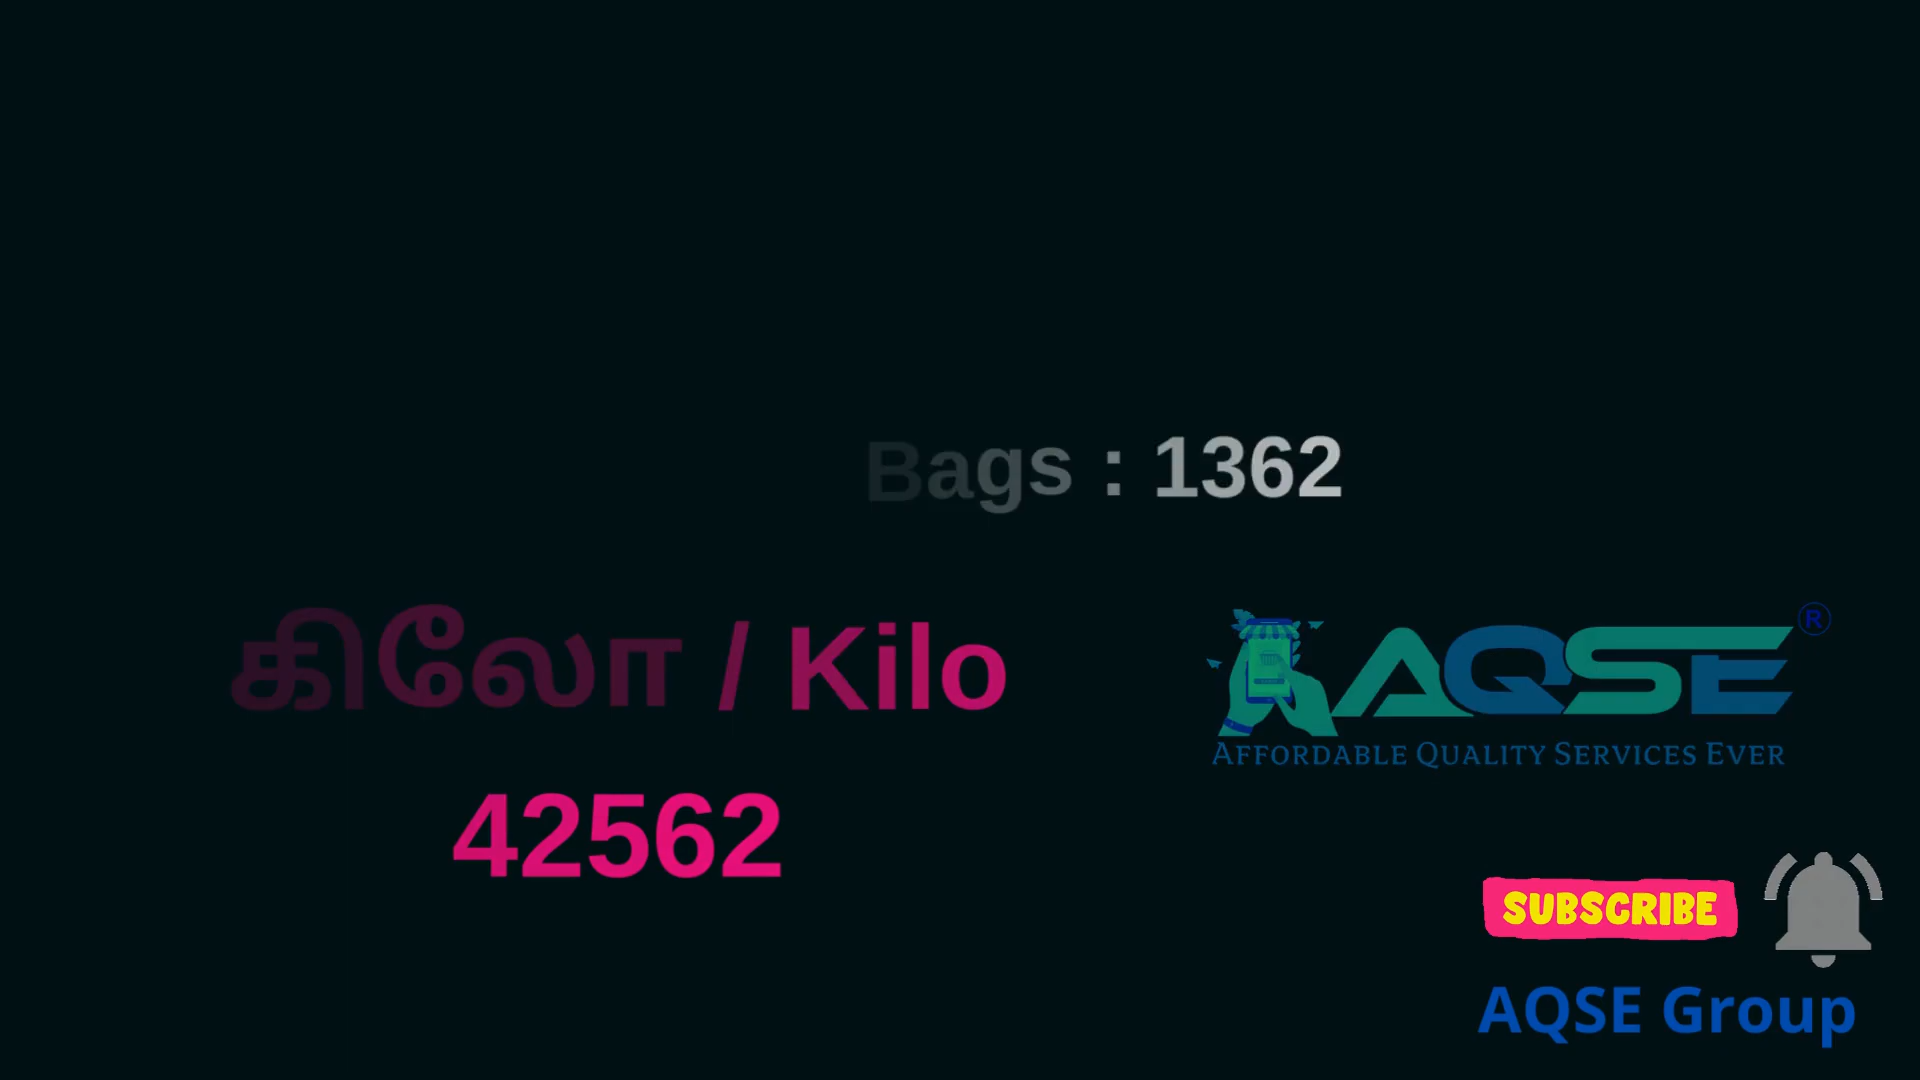 Bags : 1362
கிலோ / Kilo
42562
AQSE ®
AFFORDABLE QUALITY SERVICES EVER
SUBSCRIBE
AQSE Group